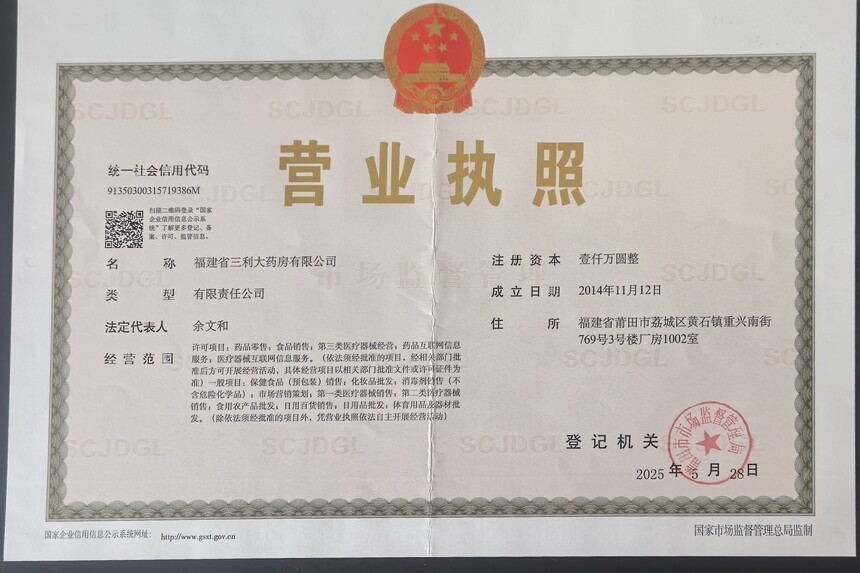 营业执照
统一社会信用代码
91350300315719386M
扫描二维码登录“国家
企业信用信息公示系
统”了解更多登记、备
案、许可、监管信息。
名 称 福建省三利大药房有限公司
类 型 有限责任公司
法定代表人 余文和
经营范围 许可项目：药品零售；食品销售；第三类医疗器械经营；药品互联网信息
服务；医疗器械互联网信息服务。（依法须经批准的项目，经相关部门批
准后方可开展经营活动，具体经营项目以相关部门批准文件或许可证件为
准）一般项目：保健食品（预包装）销售；化妆品批发；消毒剂销售（不
含危险化学品）；市场营销策划；第一类医疗器械销售；第二类医疗器械
销售；食用农产品批发；日用百货销售；日用品批发；体育用品及器材批
发。（除依法须经批准的项目外，凭营业执照依法自主开展经营活动）
注册资本 壹仟万圆整
成立日期 2014年11月12日
住 所 福建省莆田市荔城区黄石镇重兴南街
769号3号楼厂房1002室
登记机关
2025 年 5 月 28 日
国家企业信用信息公示系统网址： http://www.gsxt.gov.cn
国家市场监督管理总局监制
SCJDGL
市场监督管理